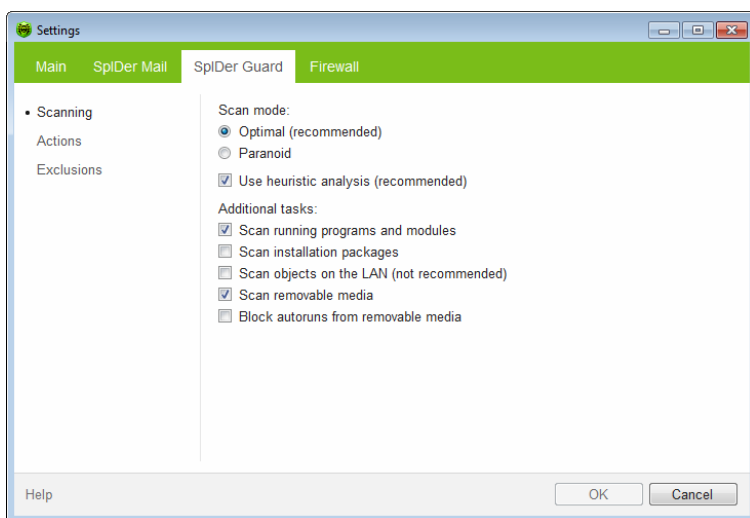 Settings
Main SpIDer Mail SpIDer Guard Firewall
Scanning
Actions
Exclusions
Scan mode:
Optimal (recommended)
Paranoid
Use heuristic analysis (recommended)
Additional tasks:
Scan running programs and modules
Scan installation packages
Scan objects on the LAN (not recommended)
Scan removable media
Block autoruns from removable media
Help OK Cancel